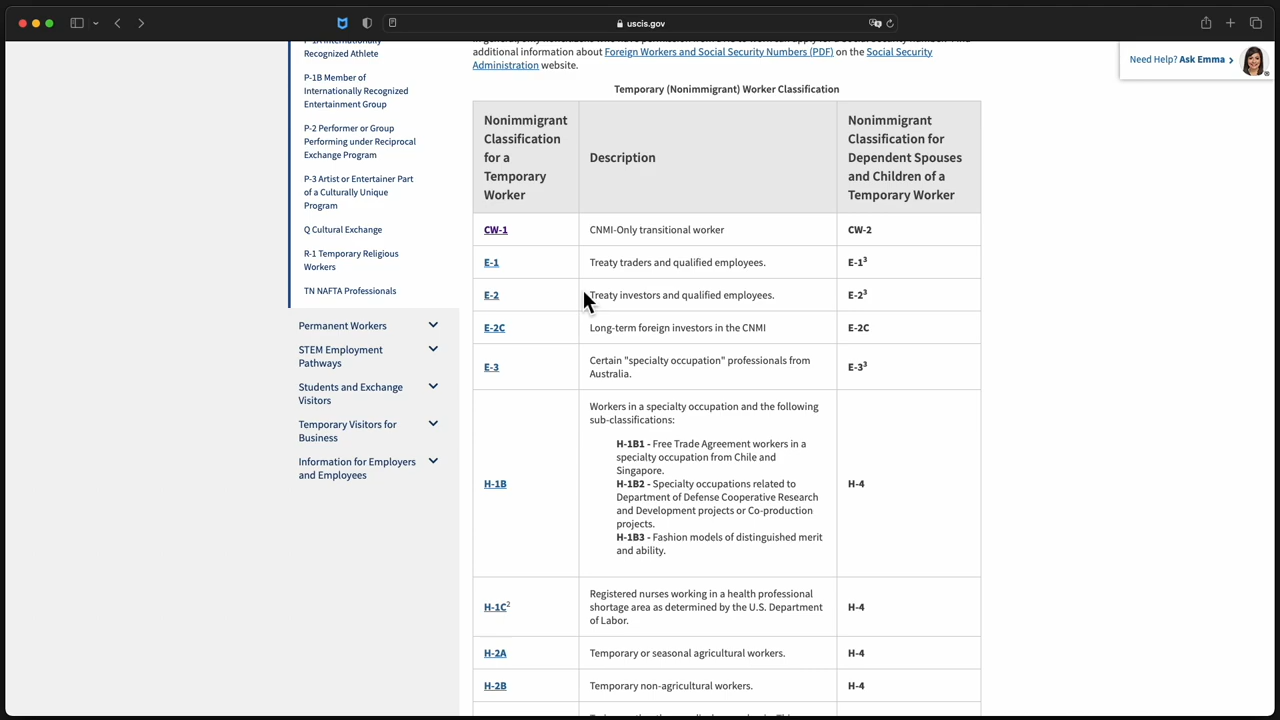 uscis.gov
Recognized Athlete
P-1B Member of
Internationally Recognized
Entertainment Group
P-2 Performer or Group
Performing under Reciprocal
Exchange Program
P-3 Artist or Entertainer Part
of a Culturally Unique
Program
Q Cultural Exchange
R-1 Temporary Religious
Workers
TN NAFTA Professionals
Permanent Workers
STEM Employment
Pathways
Students and Exchange
Visitors
Temporary Visitors for
Business
Information for Employers
and Employees
additional information about Foreign Workers and Social Security Numbers (PDF) on the Social Security
Administration website.
Need Help? Ask Emma
Temporary (Nonimmigrant) Worker Classification
Nonimmigrant
Classification
for a
Temporary
Worker
Description
Nonimmigrant
Classification for
Dependent Spouses
and Children of a
Temporary Worker
CW-1
CNMI-Only transitional worker
CW-2
E-1
Treaty traders and qualified employees.
E-1³
E-2
Treaty investors and qualified employees.
E-2³
E-2C
Long-term foreign investors in the CNMI
E-2C
E-3
Certain "specialty occupation" professionals from
Australia.
E-3³
H-1B
Workers in a specialty occupation and the following
sub-classifications:
H-1B1 - Free Trade Agreement workers in a
specialty occupation from Chile and
Singapore.
H-1B2 - Specialty occupations related to
Department of Defense Cooperative Research
and Development projects or Co-production
projects.
H-1B3 - Fashion models of distinguished merit
and ability.
H-4
H-1C²
Registered nurses working in a health professional
shortage area as determined by the U.S. Department
of Labor.
H-4
H-2A
Temporary or seasonal agricultural workers.
H-4
H-2B
Temporary non-agricultural workers.
H-4